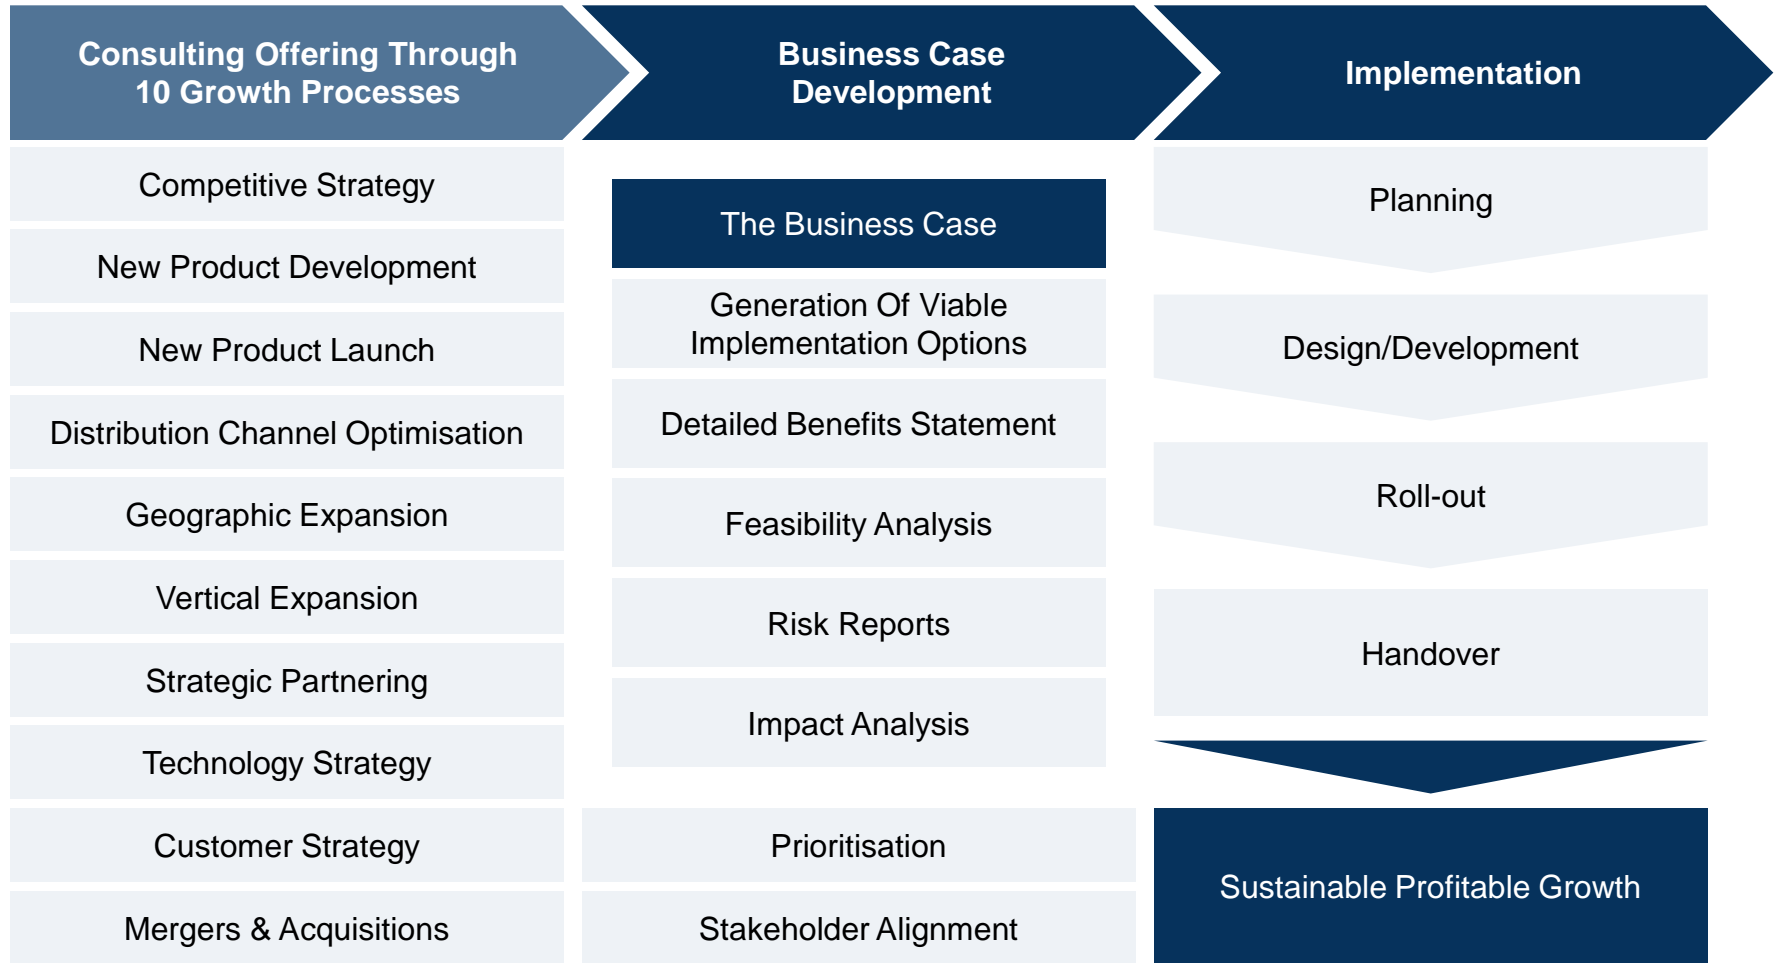 Consulting Offering Through
10 Growth Processes
Business Case
Development
Implementation
Competitive Strategy
New Product Development
New Product Launch
Distribution Channel Optimisation
Geographic Expansion
Vertical Expansion
Strategic Partnering
Technology Strategy
Customer Strategy
Mergers & Acquisitions
The Business Case
Generation Of Viable
Implementation Options
Detailed Benefits Statement
Feasibility Analysis
Risk Reports
Impact Analysis
Prioritisation
Stakeholder Alignment
Planning
Design/Development
Roll-out
Handover
Sustainable Profitable Growth